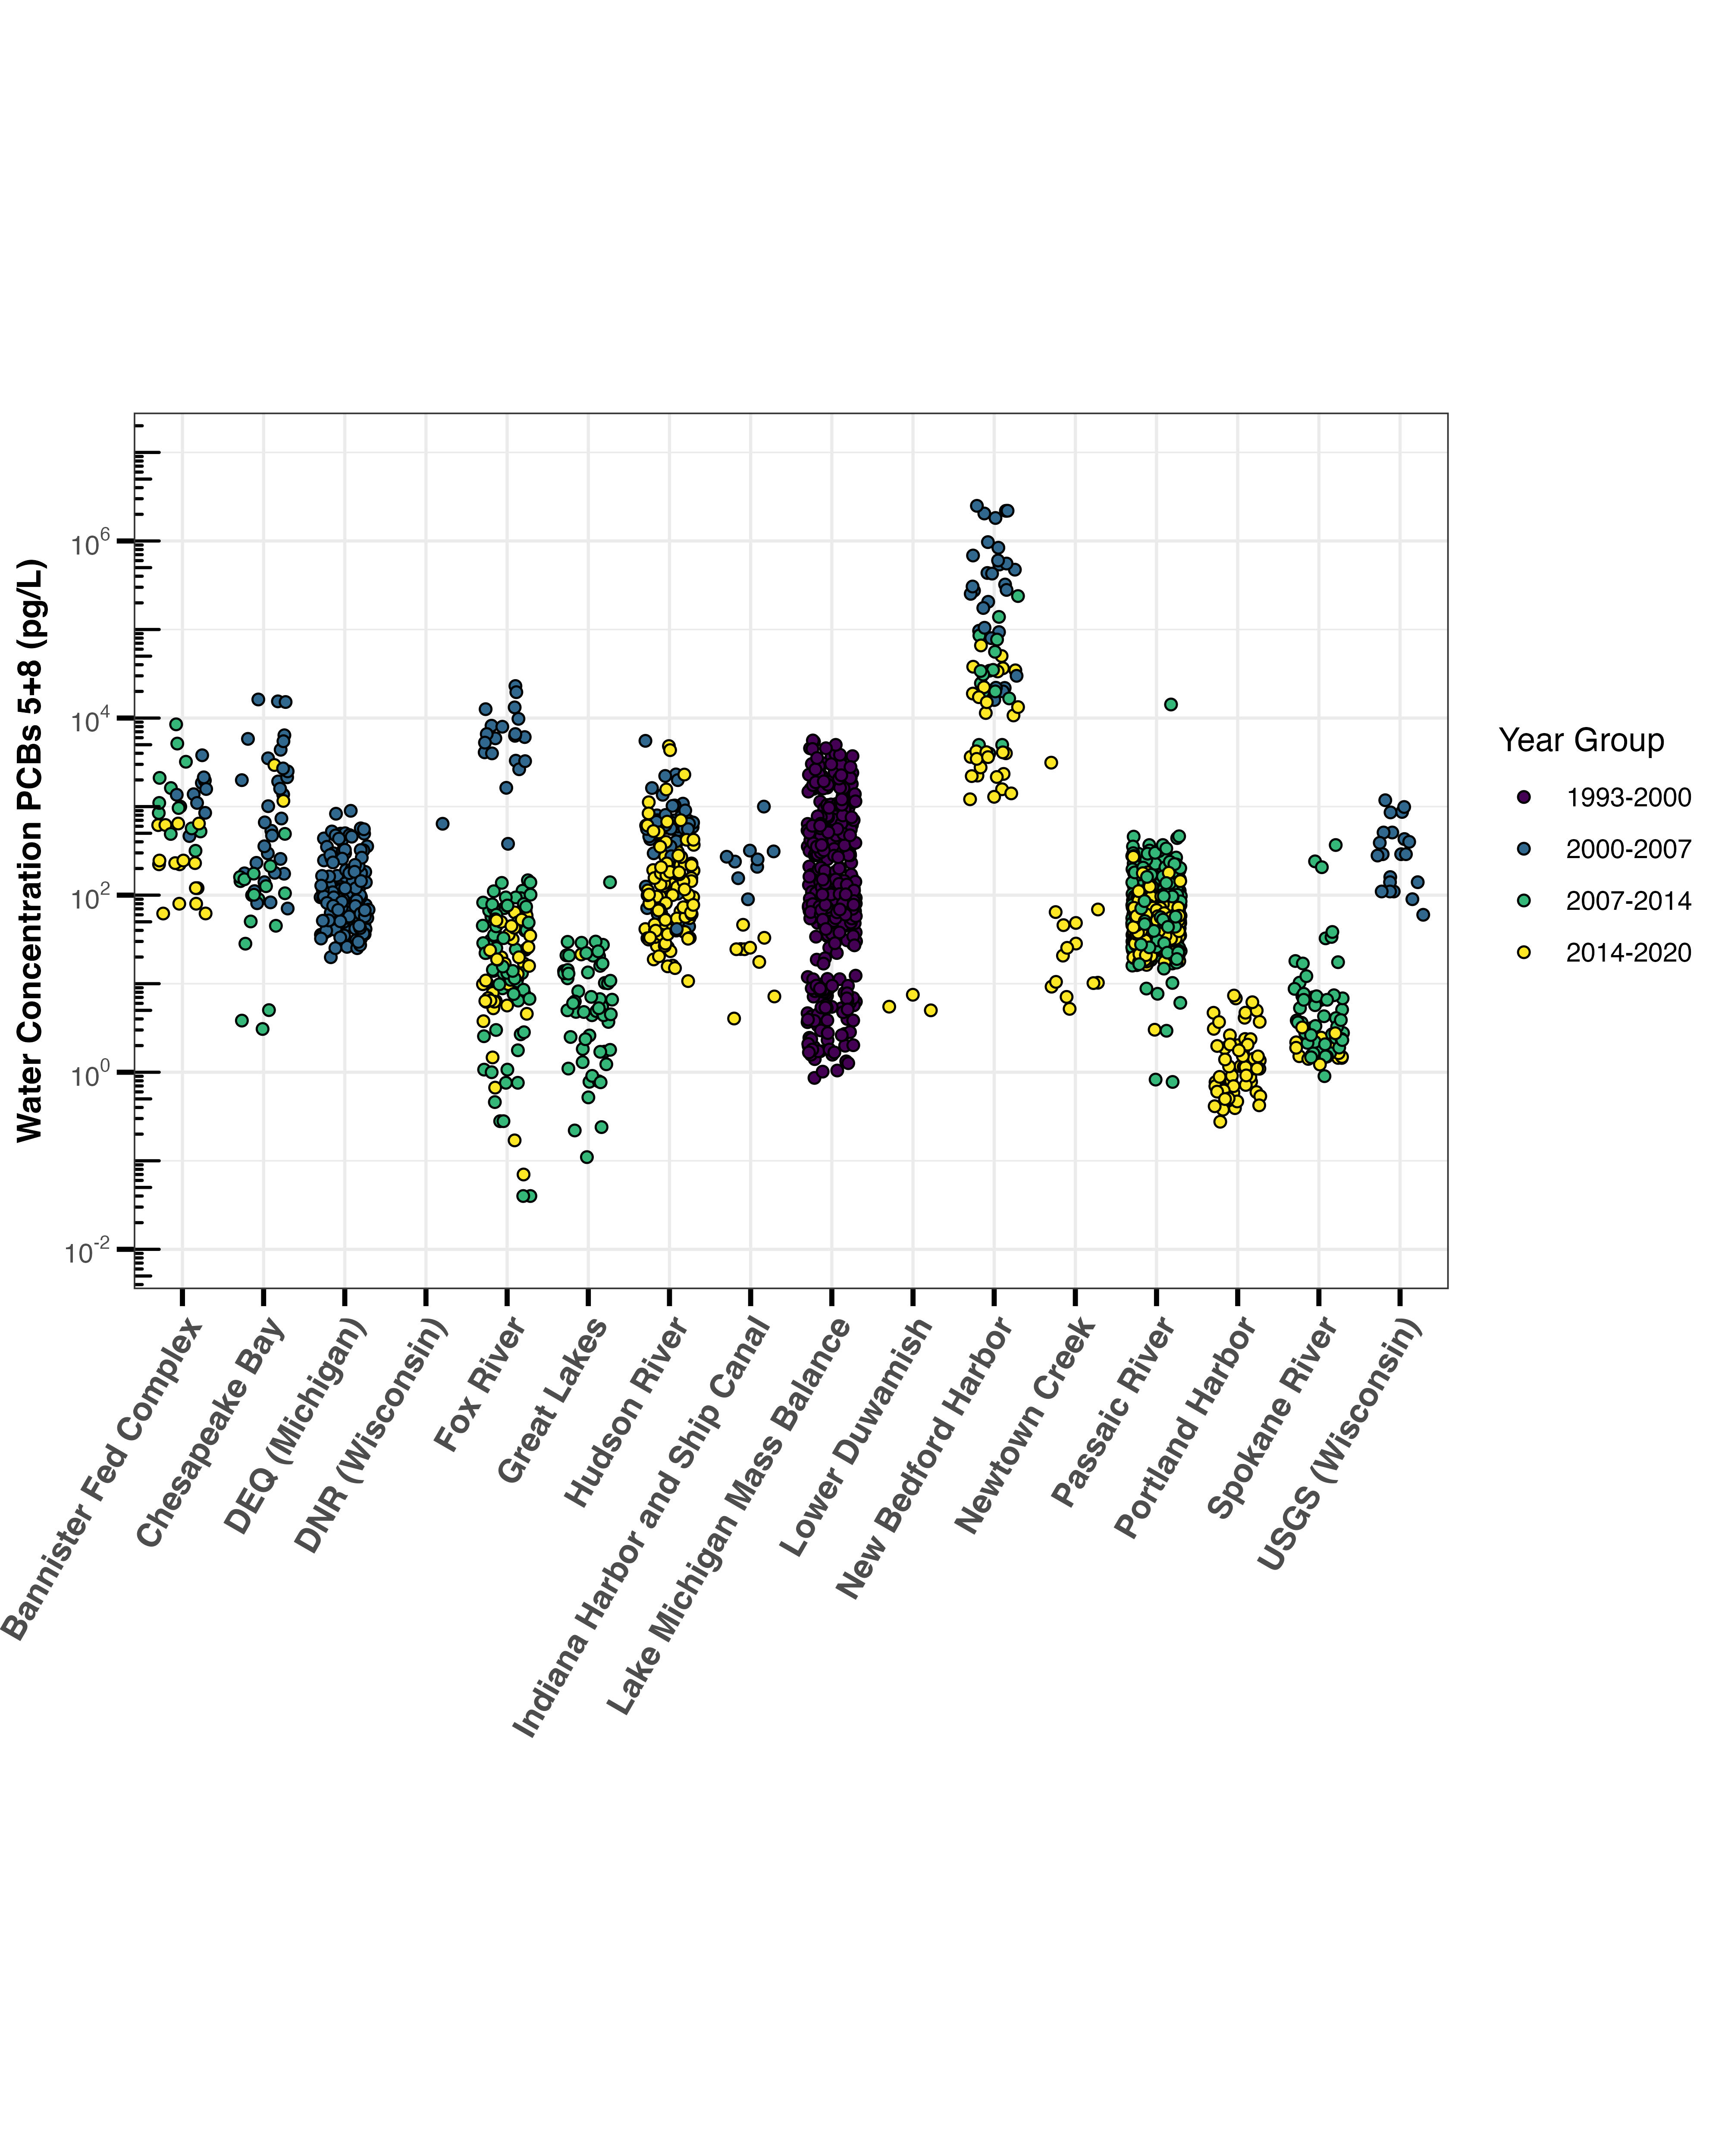 Water Concentration PCBs 5+8 (pg/L)
10^6
10^4
10^2
10^0
10^-2
Bannister Fed Complex
Chesapeake Bay
DEQ (Michigan)
DNR (Wisconsin)
Fox River
Great Lakes
Hudson River
Indiana Harbor and Ship Canal
Lake Michigan Mass Balance
Lower Duwamish
New Bedford Harbor
Newtown Creek
Passaic River
Portland Harbor
Spokane River
USGS (Wisconsin)
Year Group
1993-2000
2000-2007
2007-2014
2014-2020